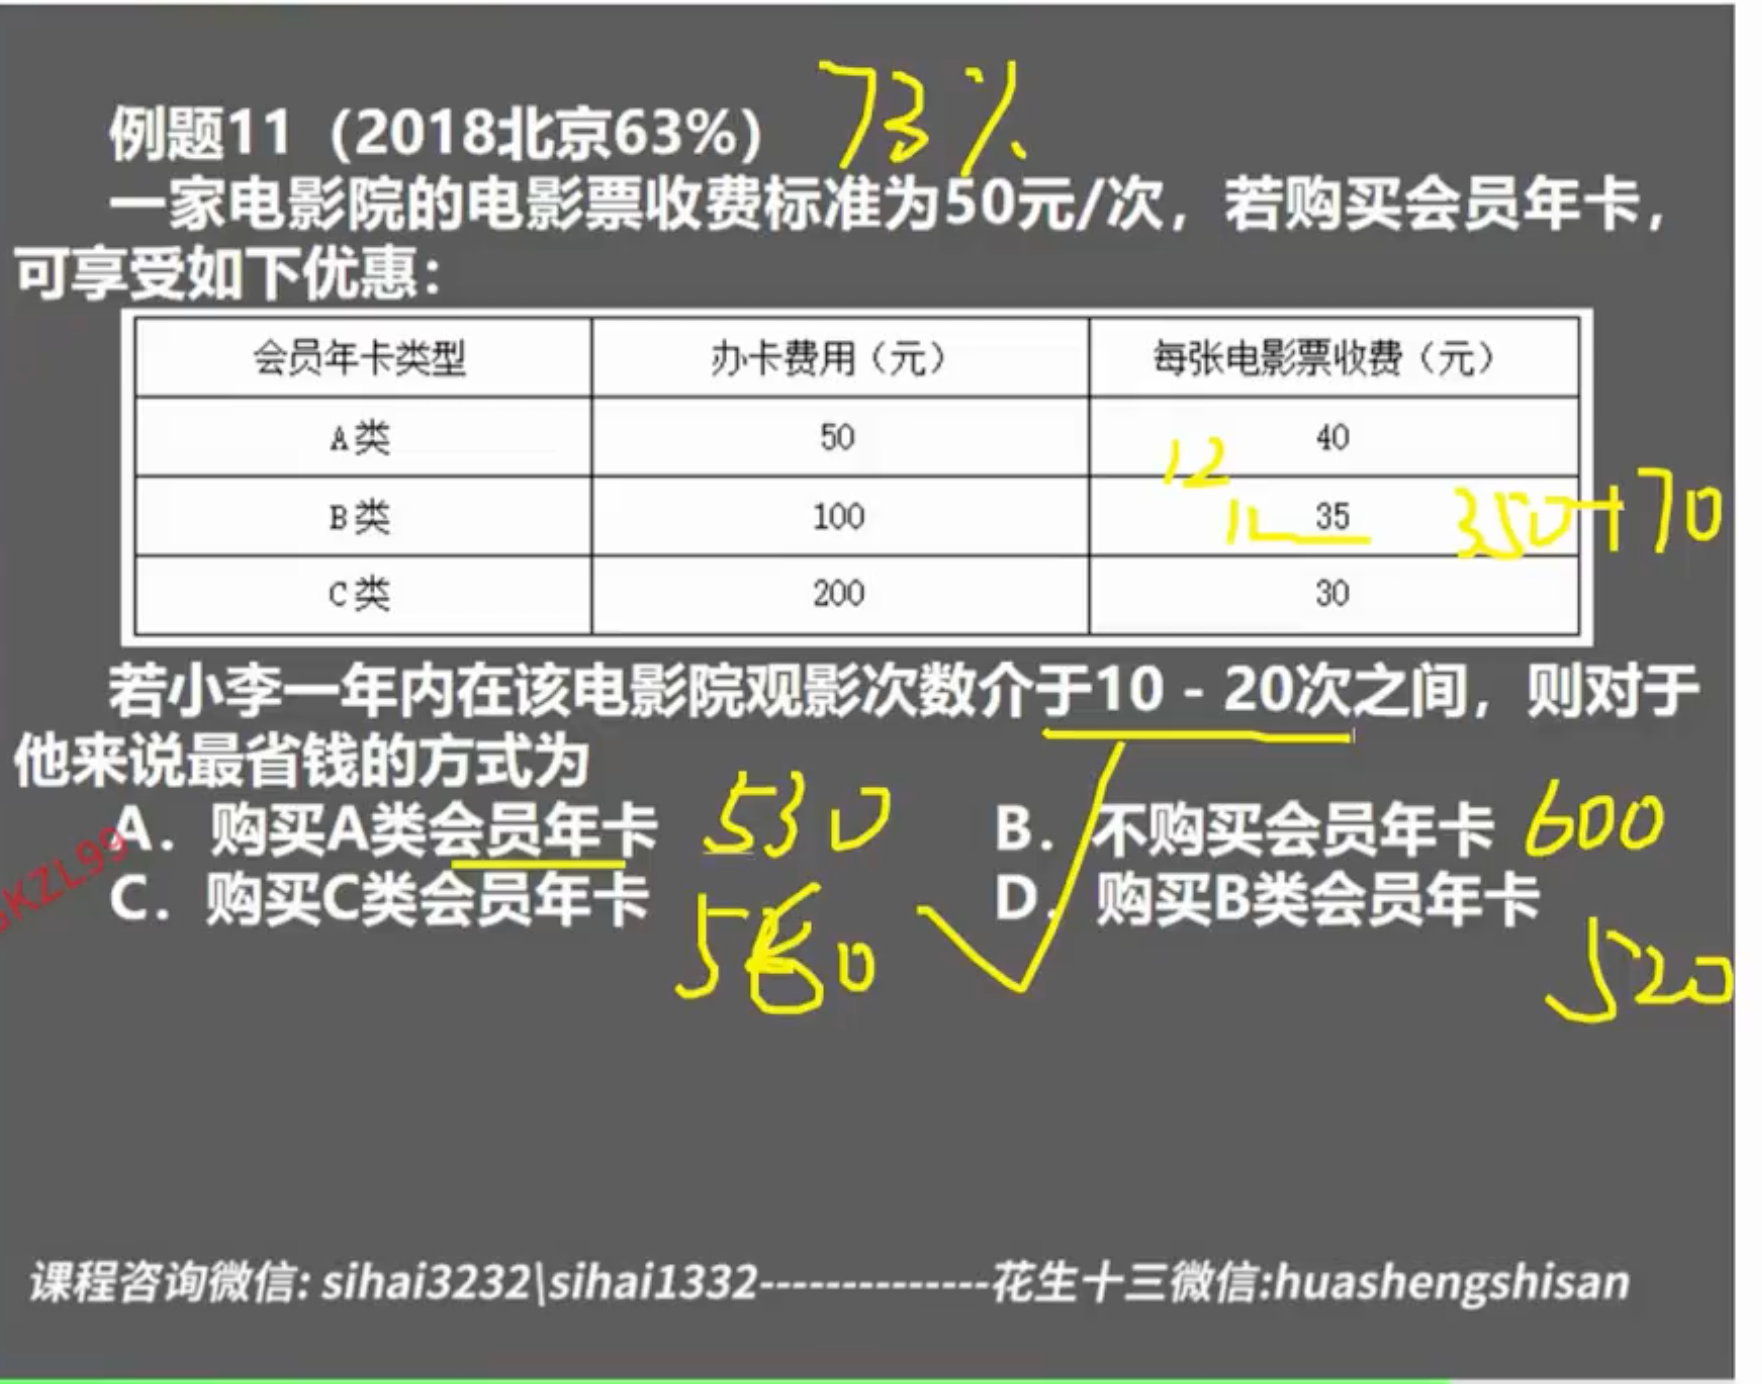 73%
例题11（2018北京63%）
一家电影院的电影票收费标准为50元/次，若购买会员年卡，
可享受如下优惠：
会员年卡类型 办卡费用（元） 每张电影票收费（元）
A类 50 40
12
B类 100 12 35 350+70
C类 200 30
若小李一年内在该电影院观影次数介于10 - 20次之间，则对于
他来说最省钱的方式为
A. 购买A类会员年卡 530 B. 不购买会员年卡 600
C. 购买C类会员年卡 560 D. 购买B类会员年卡
520
KZL99
课程咨询微信: sihai3232\sihai1332--------------花生十三微信:huashengshisan